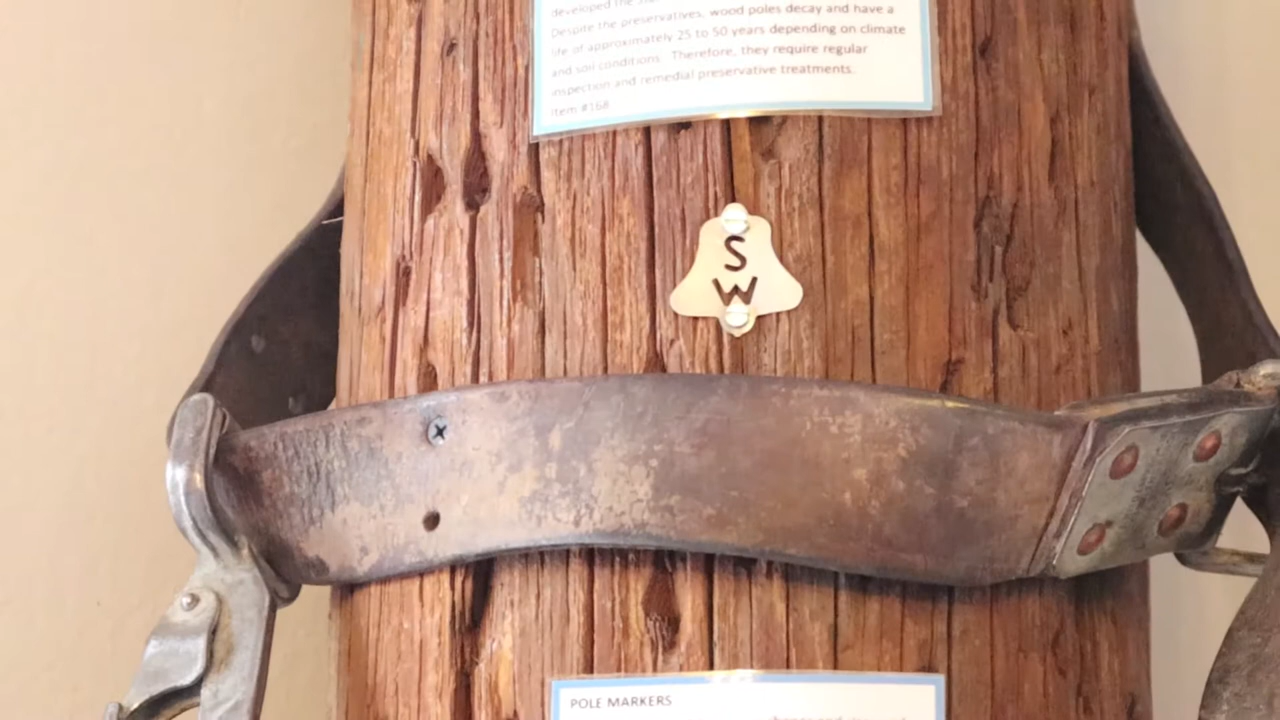 developed the
Despite the preservatives, wood poles decay and have a
life of approximately 25 to 50 years depending on climate
and soil conditions. Therefore, they require regular
inspection and remedial preservative treatments.
Item #168
S
W
POLE MARKERS